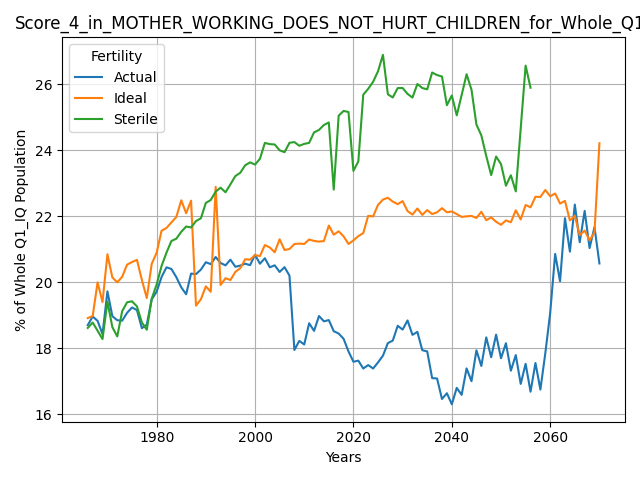 Score_4_in_MOTHER_WORKING_DOES_NOT_HURT_CHILDREN_for_Whole_Q1
Fertility
Actual
Ideal
Sterile
% of Whole Q1_IQ Population
26
24
22
20
18
16
1980 2000 2020 2040 2060
Years